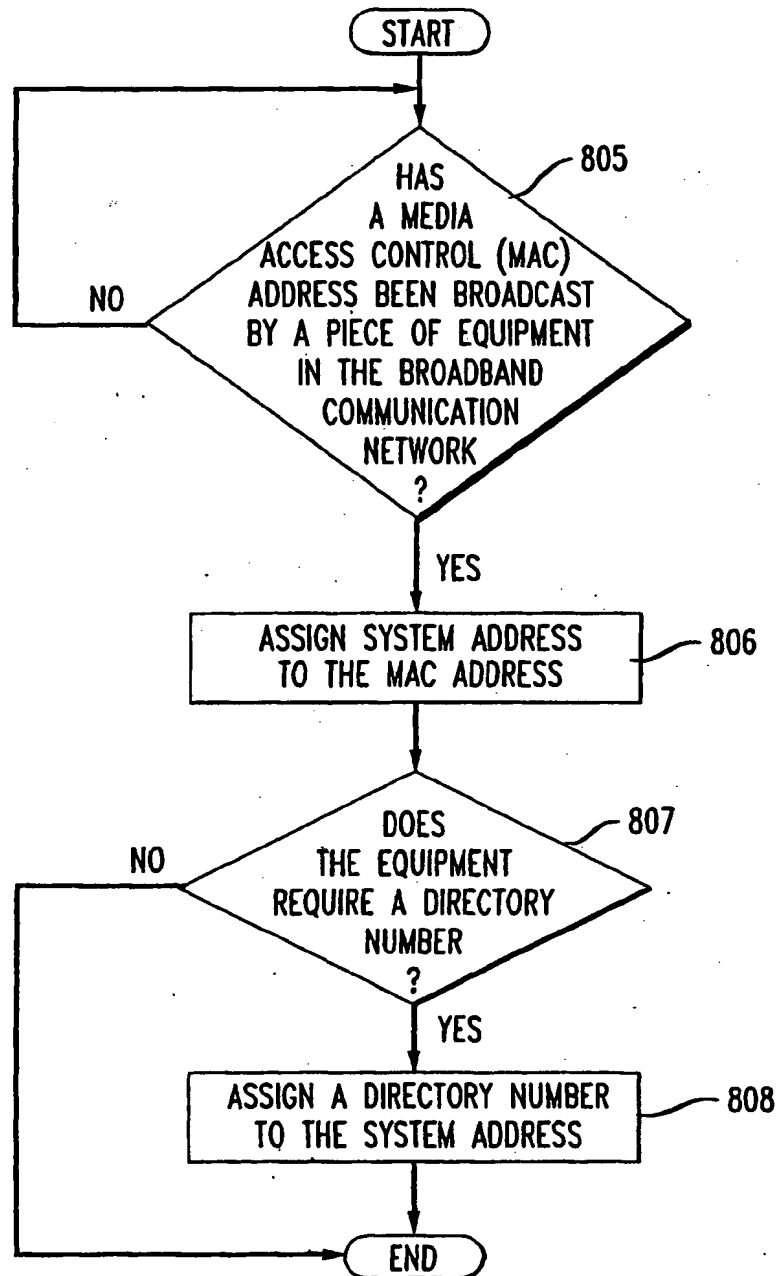 START
805
HAS
A MEDIA
ACCESS CONTROL (MAC)
ADDRESS BEEN BROADCAST
BY A PIECE OF EQUIPMENT
IN THE BROADBAND
COMMUNICATION
NETWORK
?
NO
YES
ASSIGN SYSTEM ADDRESS
TO THE MAC ADDRESS
806
DOES
THE EQUIPMENT
REQUIRE A DIRECTORY
NUMBER
?
807
NO
YES
ASSIGN A DIRECTORY NUMBER
TO THE SYSTEM ADDRESS
808
END